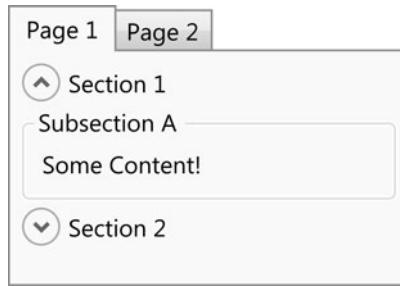 Page 1 Page 2
Section 1
Subsection A
Some Content!
Section 2